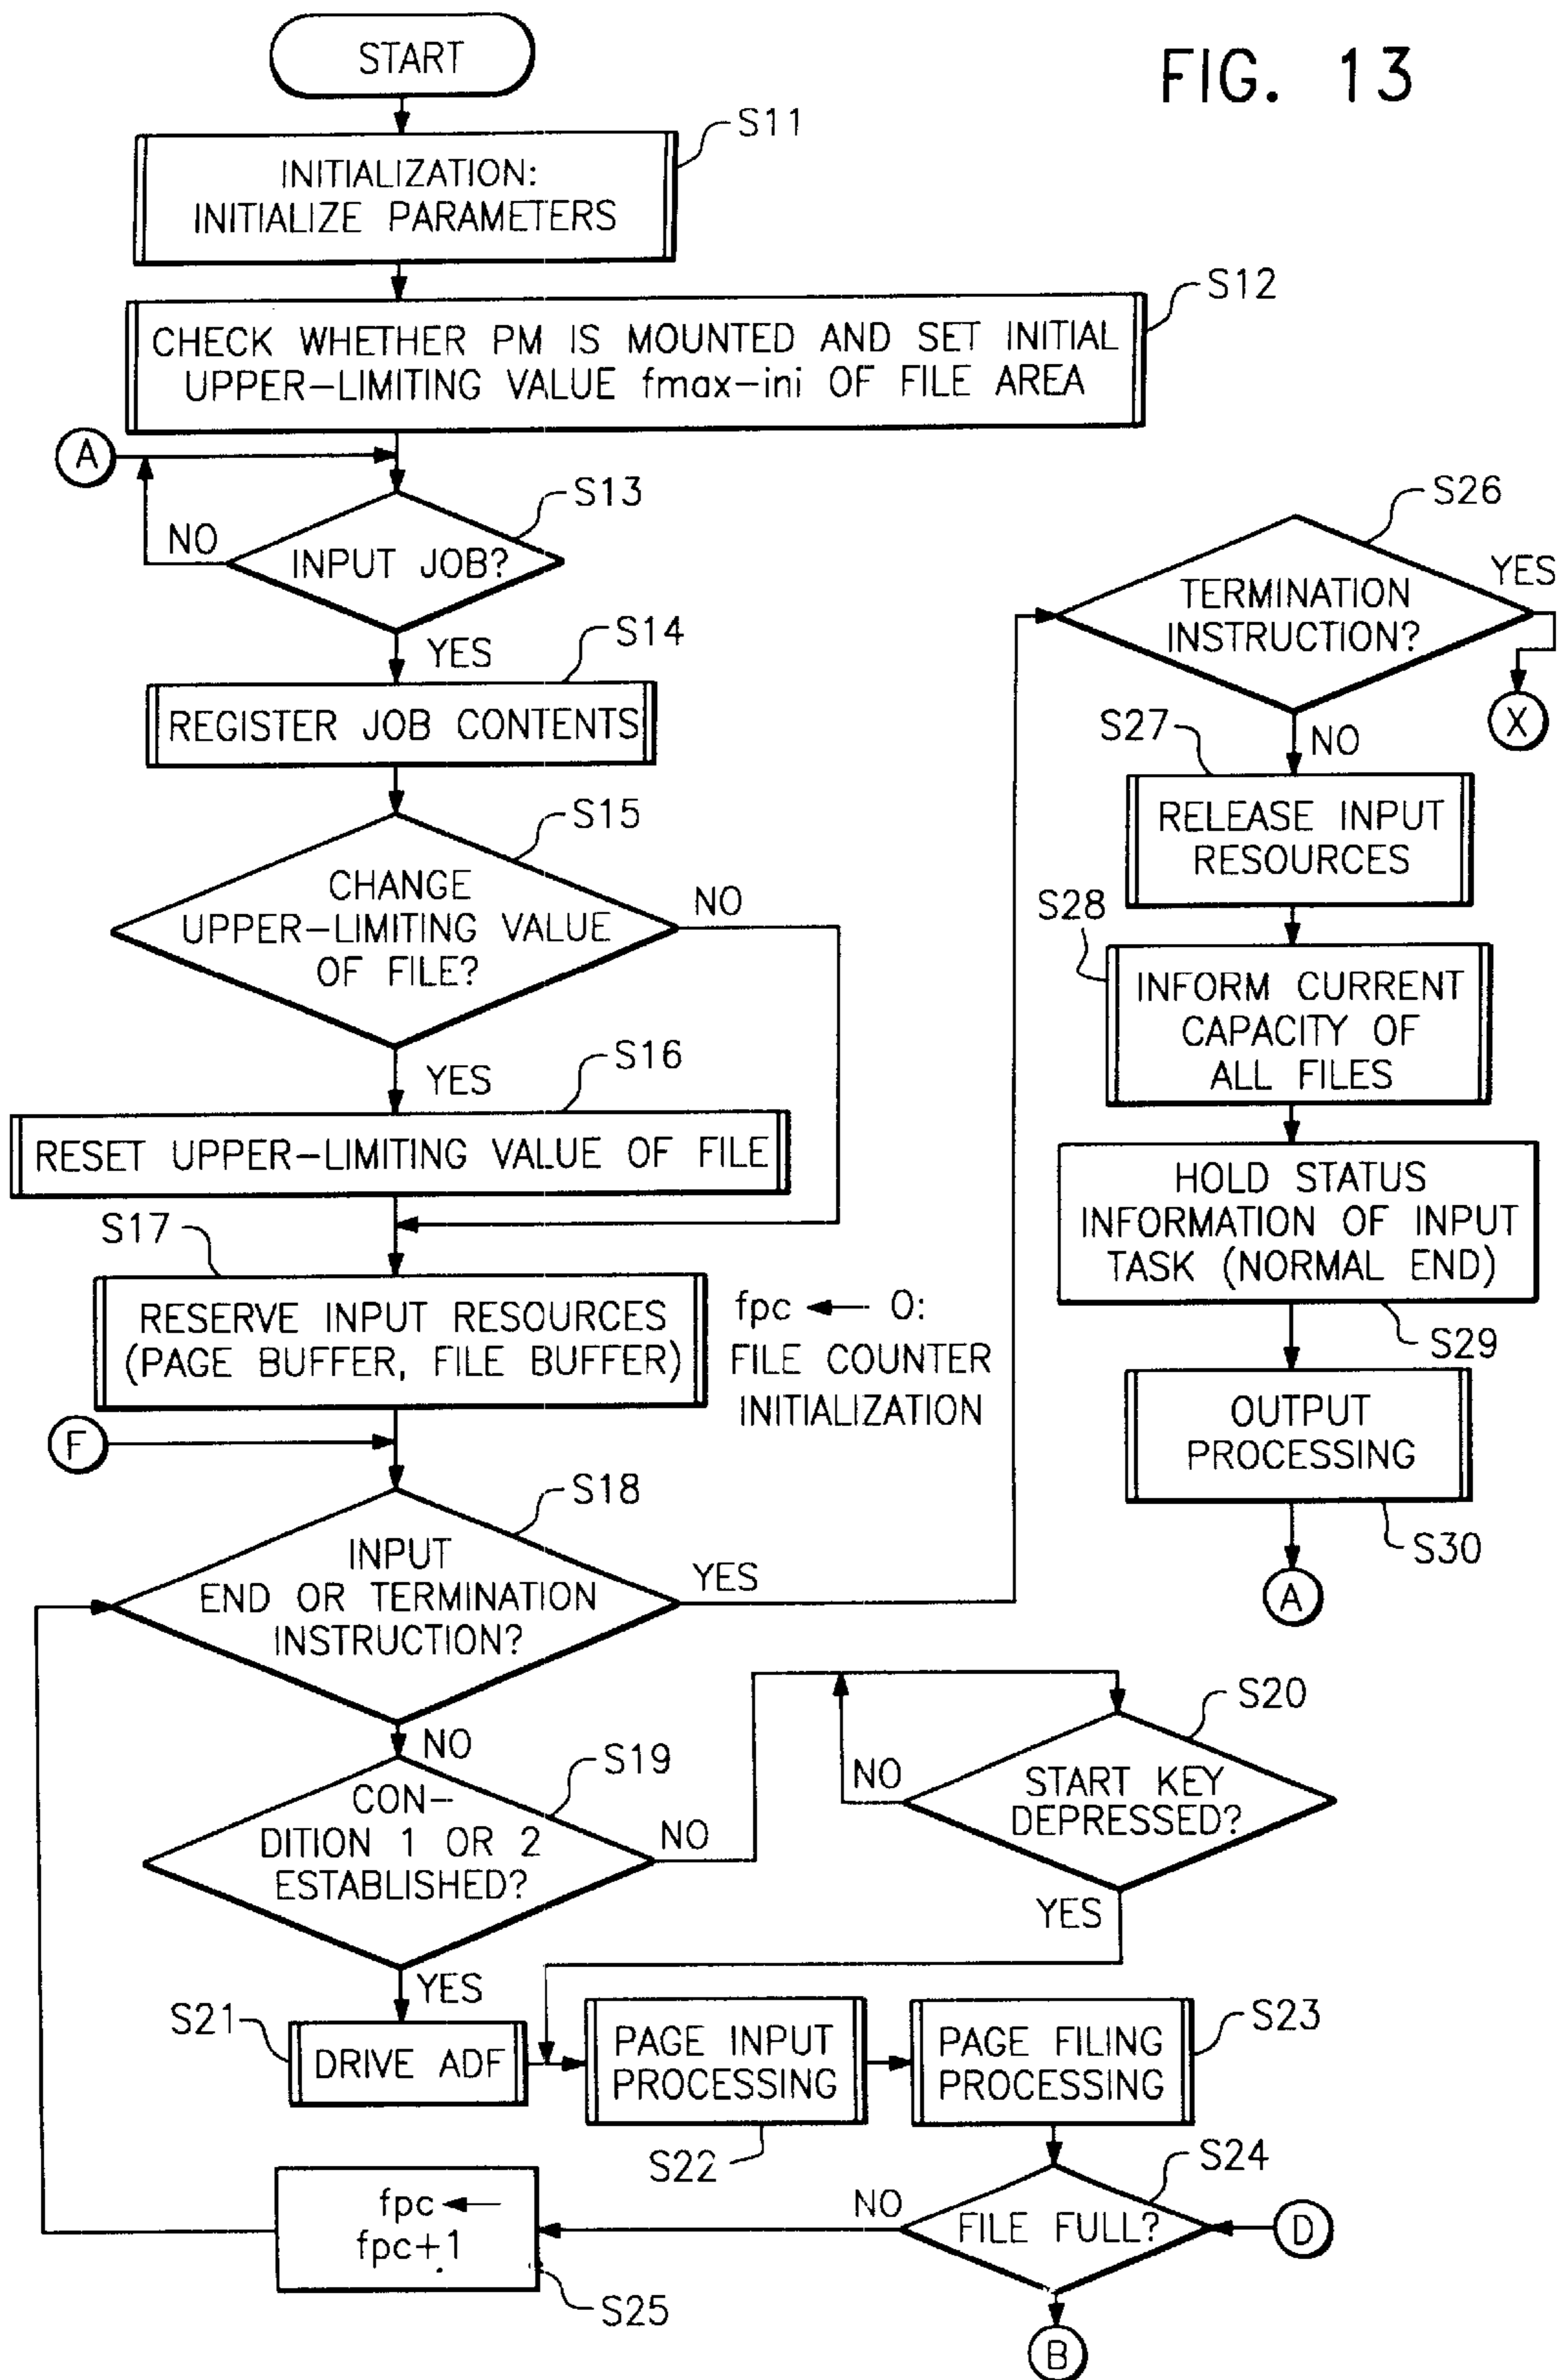 FIG. 13
START
S11
INITIALIZATION:
INITIALIZE PARAMETERS
S12
CHECK WHETHER PM IS MOUNTED AND SET INITIAL
UPPER-LIMITING VALUE fmax-ini OF FILE AREA
A
S13
NO
INPUT JOB?
YES
S14
REGISTER JOB CONTENTS
S15
CHANGE
UPPER-LIMITING VALUE
OF FILE?
NO
YES
S16
RESET UPPER-LIMITING VALUE OF FILE
S17
RESERVE INPUT RESOURCES
(PAGE BUFFER, FILE BUFFER)
fpc ← 0:
FILE COUNTER
INITIALIZATION
F
S18
INPUT
END OR TERMINATION
INSTRUCTION?
YES
NO
S19
CON-
DITION 1 OR 2
ESTABLISHED?
NO
YES
S20
NO
START KEY
DEPRESSED?
YES
S21
DRIVE ADF
PAGE INPUT
PROCESSING
S22
PAGE FILING
PROCESSING
S23
S24
NO
FILE FULL?
D
B
fpc ←
fpc+1
S25
S26
TERMINATION
INSTRUCTION?
YES
X
NO
S27
RELEASE INPUT
RESOURCES
S28
INFORM CURRENT
CAPACITY OF
ALL FILES
HOLD STATUS
INFORMATION OF INPUT
TASK (NORMAL END)
S29
OUTPUT
PROCESSING
S30
A